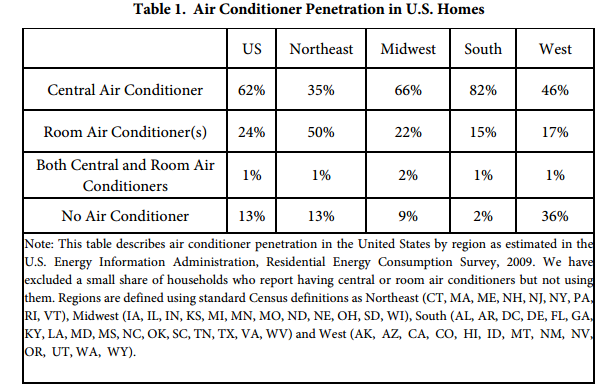 Table 1. Air Conditioner Penetration in U.S. Homes
US Northeast Midwest South West
Central Air Conditioner 62% 35% 66% 82% 46%
Room Air Conditioner(s) 24% 50% 22% 15% 17%
Both Central and Room Air
Conditioners 1% 1% 2% 1% 1%
No Air Conditioner 13% 13% 9% 2% 36%
Note: This table describes air conditioner penetration in the United States by region as estimated in the
U.S. Energy Information Administration, Residential Energy Consumption Survey, 2009. We have
excluded a small share of households who report having central or room air conditioners but not using
them. Regions are defined using standard Census definitions as Northeast (CT, MA, ME, NH, NJ, NY, PA,
RI, VT), Midwest (IA, IL, IN, KS, MI, MN, MO, ND, NE, OH, SD, WI), South (AL, AR, DC, DE, FL, GA,
KY, LA, MD, MS, NC, OK, SC, TN, TX, VA, WV) and West (AK, AZ, CA, CO, HI, ID, MT, NM, NV,
OR, UT, WA, WY).